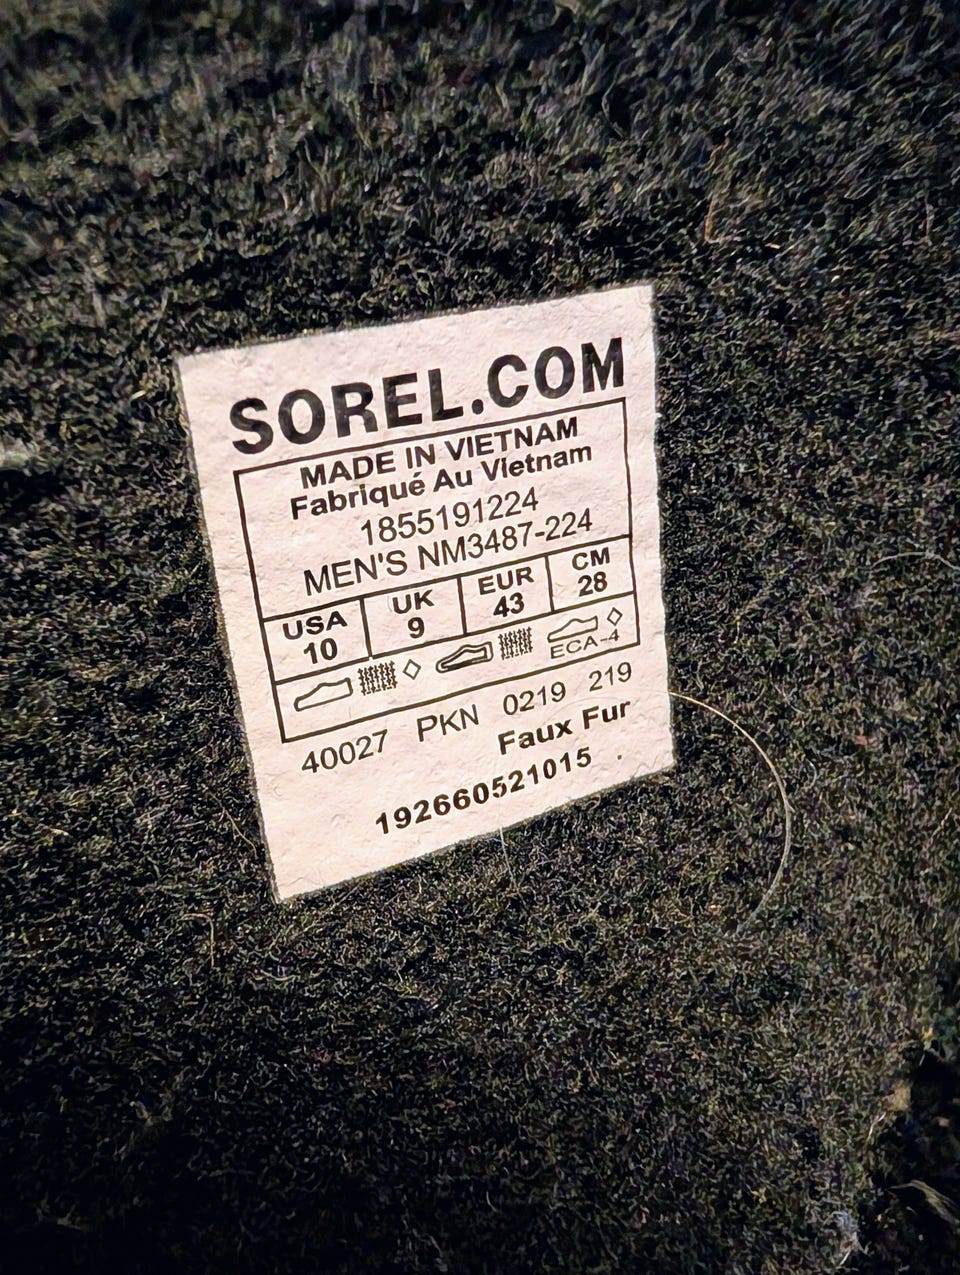 SOREL.COM
MADE IN VIETNAM
Fabriqué Au Vietnam
1855191224
MEN'S NM3487-224
USA UK EUR CM
10 9 43 28
ECA-4
40027 PKN 0219 219
Faux Fur
192660521015